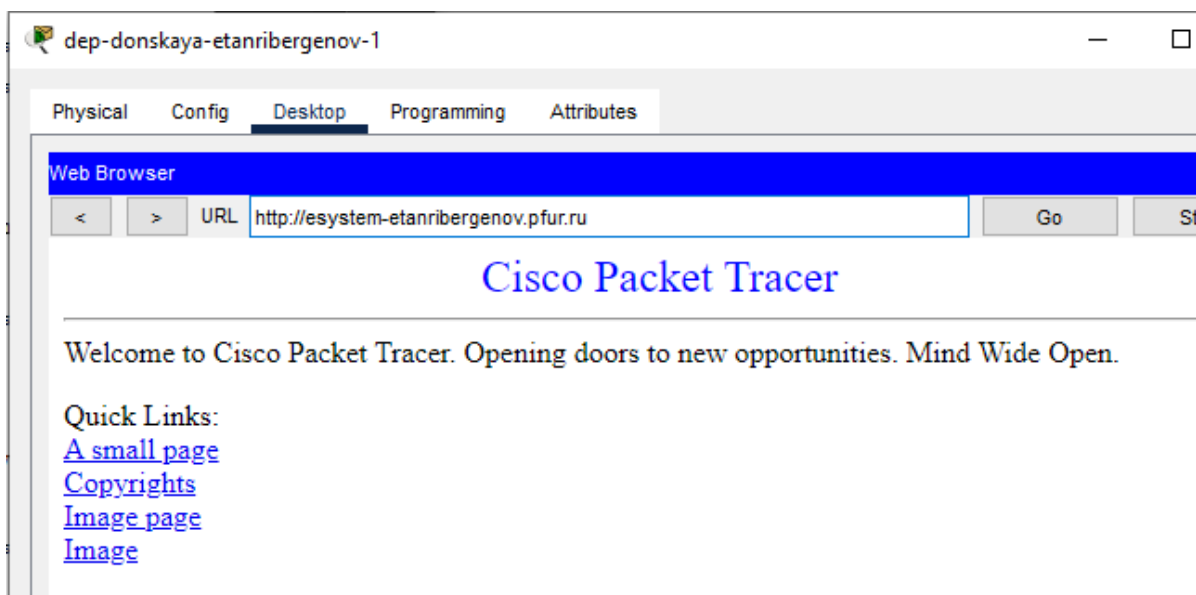 dep-donskaya-etanribergenov-1
Physical Config Desktop Programming Attributes
Web Browser
< > URL http://esystem-etanribergenov.pfur.ru Go
Cisco Packet Tracer
Welcome to Cisco Packet Tracer. Opening doors to new opportunities. Mind Wide Open.
Quick Links:
A small page
Copyrights
Image page
Image